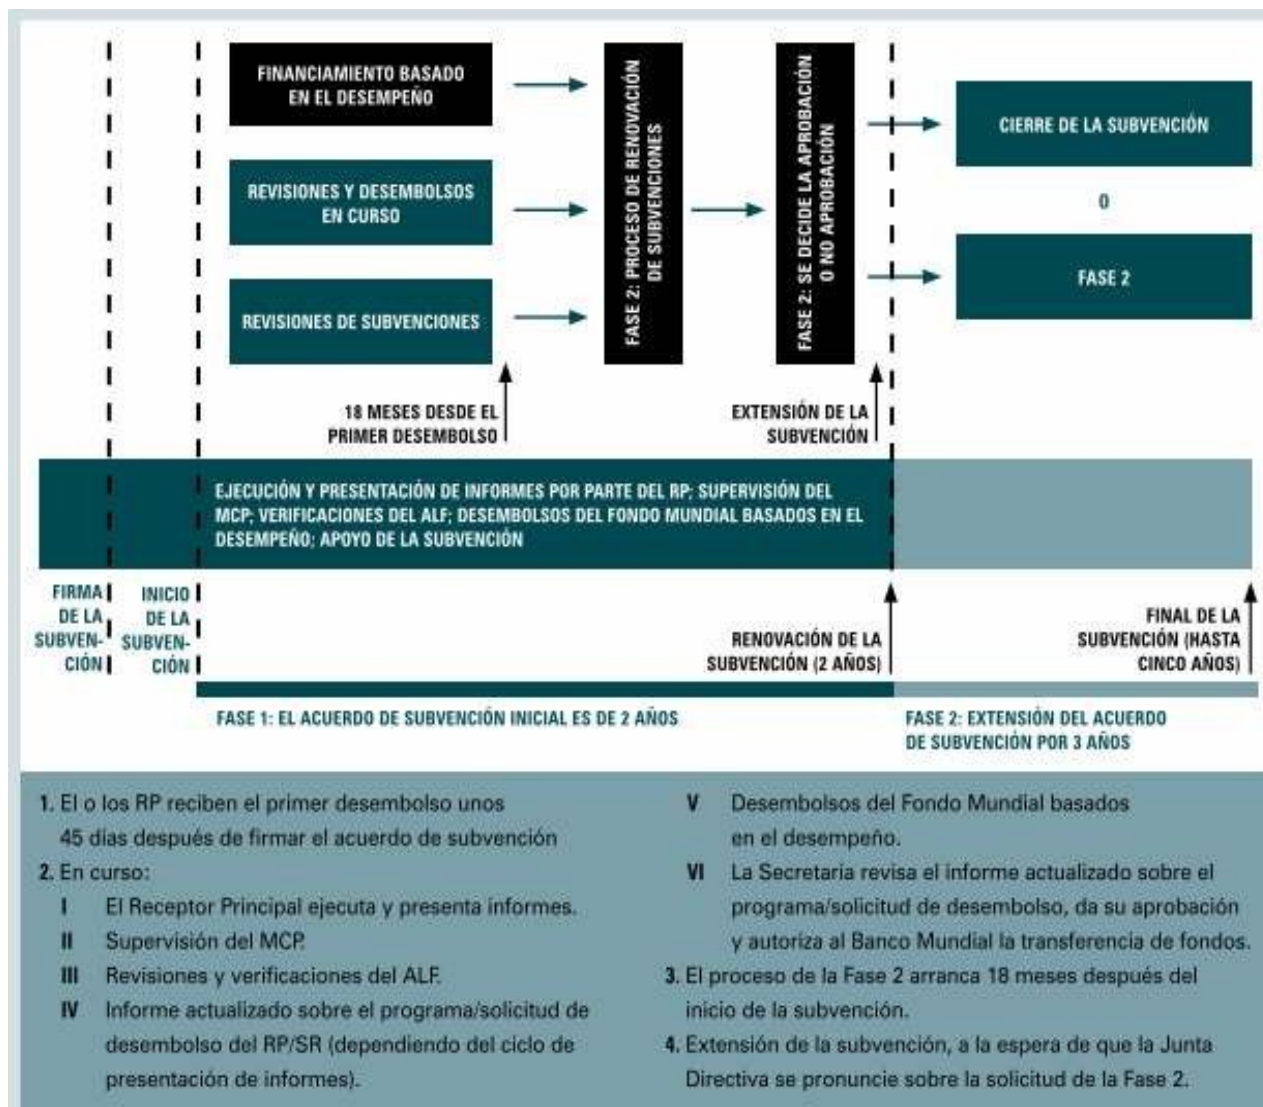 FINANCIAMIENTO BASADO
EN EL DESEMPEÑO
REVISIONES Y DESEMBOLSOS
EN CURSO
REVISIONES DE SUBVENCIONES
FASE 2: PROCESO DE RENOVACIÓN
DE SUBVENCIONES
FASE 2: SE DECIDE LA APROBACIÓN
O NO APROBACIÓN
CIERRE DE LA SUBVENCIÓN
O
FASE 2
18 MESES DESDE EL
PRIMER DESEMBOLSO
EXTENSIÓN DE LA
SUBVENCIÓN
EJECUCIÓN Y PRESENTACIÓN DE INFORMES POR PARTE DEL RP; SUPERVISIÓN DEL
MCP; VERIFICACIONES DEL ALF; DESEMBOLSOS DEL FONDO MUNDIAL BASADOS EN EL
DESEMPEÑO; APOYO DE LA SUBVENCIÓN
FIRMA
DE LA
SUBVEN-
CIÓN
INICIO
DE LA
SUBVEN-
CIÓN
RENOVACIÓN DE LA
SUBVENCIÓN (2 AÑOS)
FINAL DE LA
SUBVENCIÓN (HASTA
CINCO AÑOS)
FASE 1: EL ACUERDO DE SUBVENCIÓN INICIAL ES DE 2 AÑOS
FASE 2: EXTENSIÓN DEL ACUERDO
DE SUBVENCIÓN POR 3 AÑOS
1. El o los RP reciben el primer desembolso unos
45 días después de firmar el acuerdo de subvención
2. En curso:
I El Receptor Principal ejecuta y presenta informes.
II Supervisión del MCP.
III Revisiones y verificaciones del ALF.
IV Informe actualizado sobre el programa/solicitud de
desembolso del RP/SR (dependiendo del ciclo de
presentación de informes).
V Desembolsos del Fondo Mundial basados
en el desempeño.
VI La Secretaria revisa el informe actualizado sobre el
programa/solicitud de desembolso, da su aprobación
y autoriza al Banco Mundial la transferencia de fondos.
3. El proceso de la Fase 2 arranca 18 meses después del
inicio de la subvención.
4. Extensión de la subvención, a la espera de que la Junta
Directiva se pronuncie sobre la solicitud de la Fase 2.